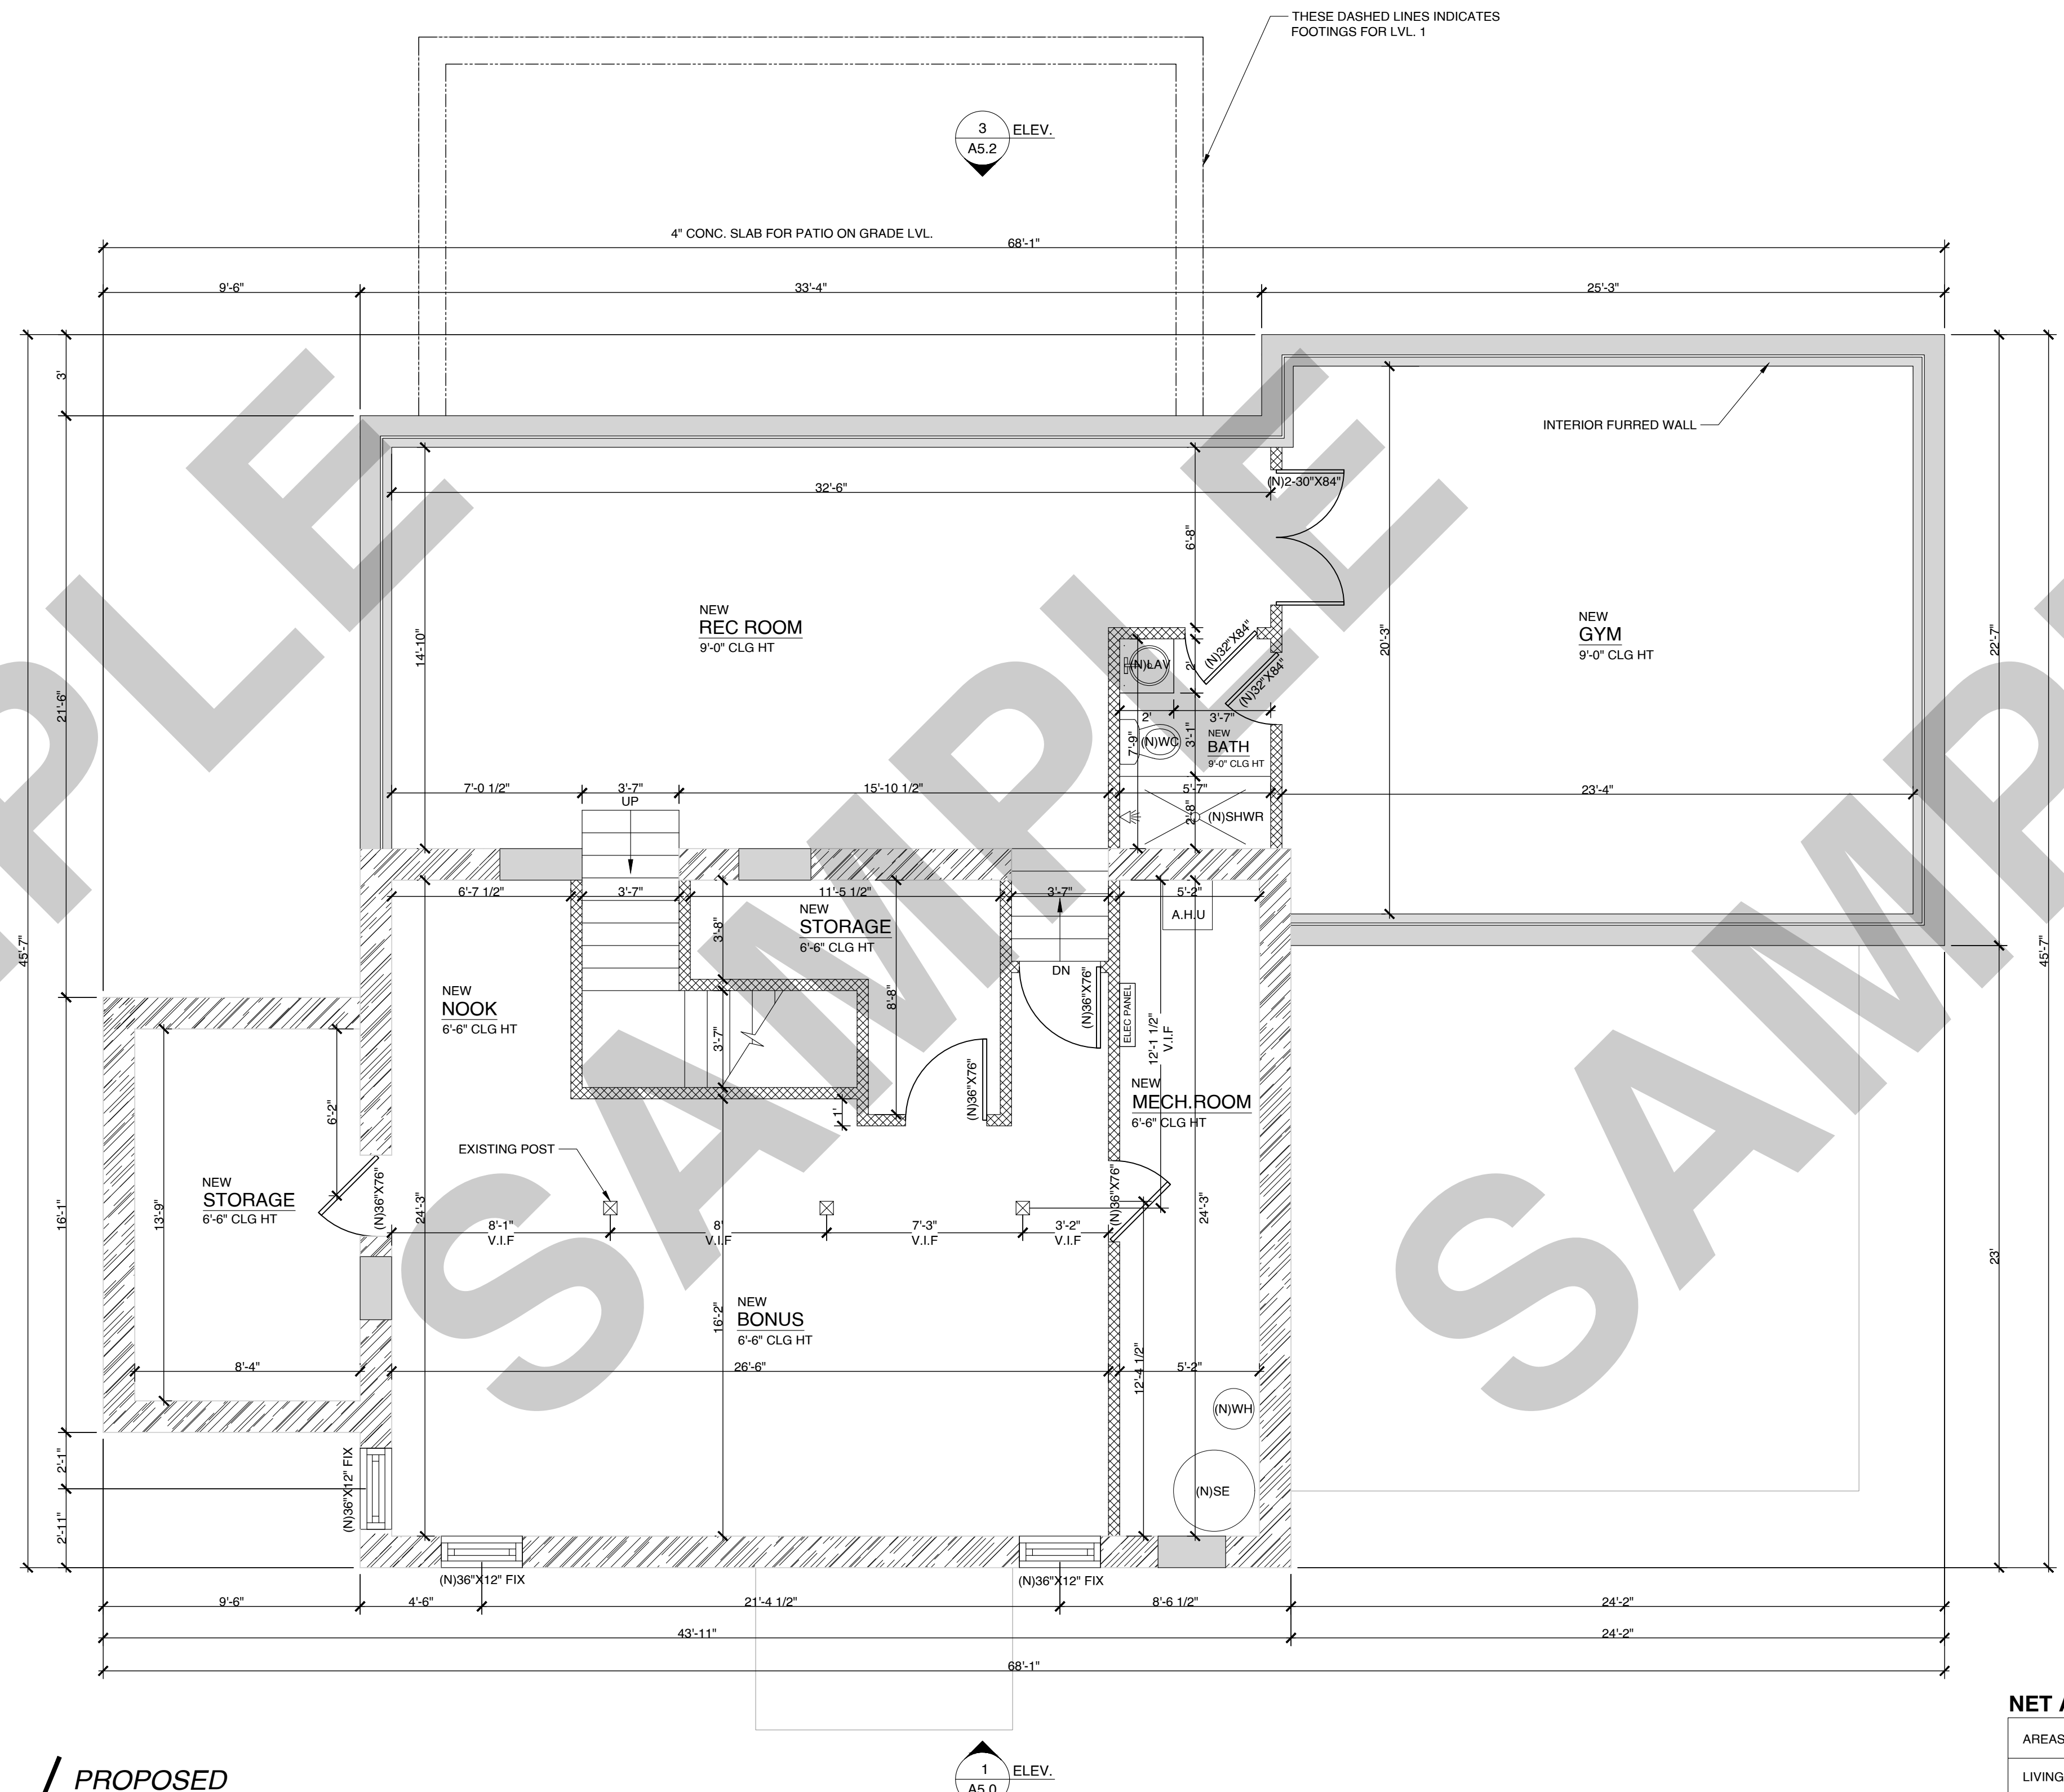 THESE DASHED LINES INDICATES
FOOTINGS FOR LVL. 1
3
ELEV.
A5.2
4" CONC. SLAB FOR PATIO ON GRADE LVL.
68'-1"
9'-6"
33'-4"
25'-3"
3'
INTERIOR FURRED WALL
(N)2-30"X84"
32'-6"
6'-8"
NEW
REC ROOM
9'-0" CLG HT
NEW
GYM
9'-0" CLG HT
14'-10"
20'-3"
22'-7"
21'-6"
(N)32"X84"
(N)LAV
2'
(N)32"X84"
2'
3'-7"
3'-1"
7'-9"
(N)WC
NEW
BATH
9'-0" CLG HT
7'-0 1/2"
3'-7"
15'-10 1/2"
5'-7"
23'-4"
UP
2'-8"
(N)SHWR
6'-7 1/2"
3'-7"
11'-5 1/2"
3'-7"
5'-2"
A.H.U
NEW
STORAGE
6'-6" CLG HT
3'-8"
45'-7"
45'-7"
DN
NEW
NOOK
6'-6" CLG HT
8'-8"
(N)36"X76"
ELEC PANEL
12'-1 1/2"
V.I.F
3'-7"
NEW
MECH.ROOM
6'-6" CLG HT
(N)36"X76"
1'
6'-2"
EXISTING POST
NEW
STORAGE
6'-6" CLG HT
(N)36"X76"
(N)36"X76"
13'-9"
16'-1"
24'-3"
24'-3"
8'-1"
V.I.F
8'
V.I.F
7'-3"
V.I.F
3'-2"
V.I.F
23'
NEW
BONUS
6'-6" CLG HT
16'-2"
8'-4"
26'-6"
5'-2"
12'-4 1/2"
(N)WH
2'-1"
(N)36"X12" FIX
(N)SE
2'-11"
(N)36"X12" FIX
(N)36"X12" FIX
9'-6"
4'-6"
21'-4 1/2"
8'-6 1/2"
24'-2"
43'-11"
24'-2"
68'-1"
NET
AREAS
LIVING
1
ELEV.
A5.0
PROPOSED
SAMPLE